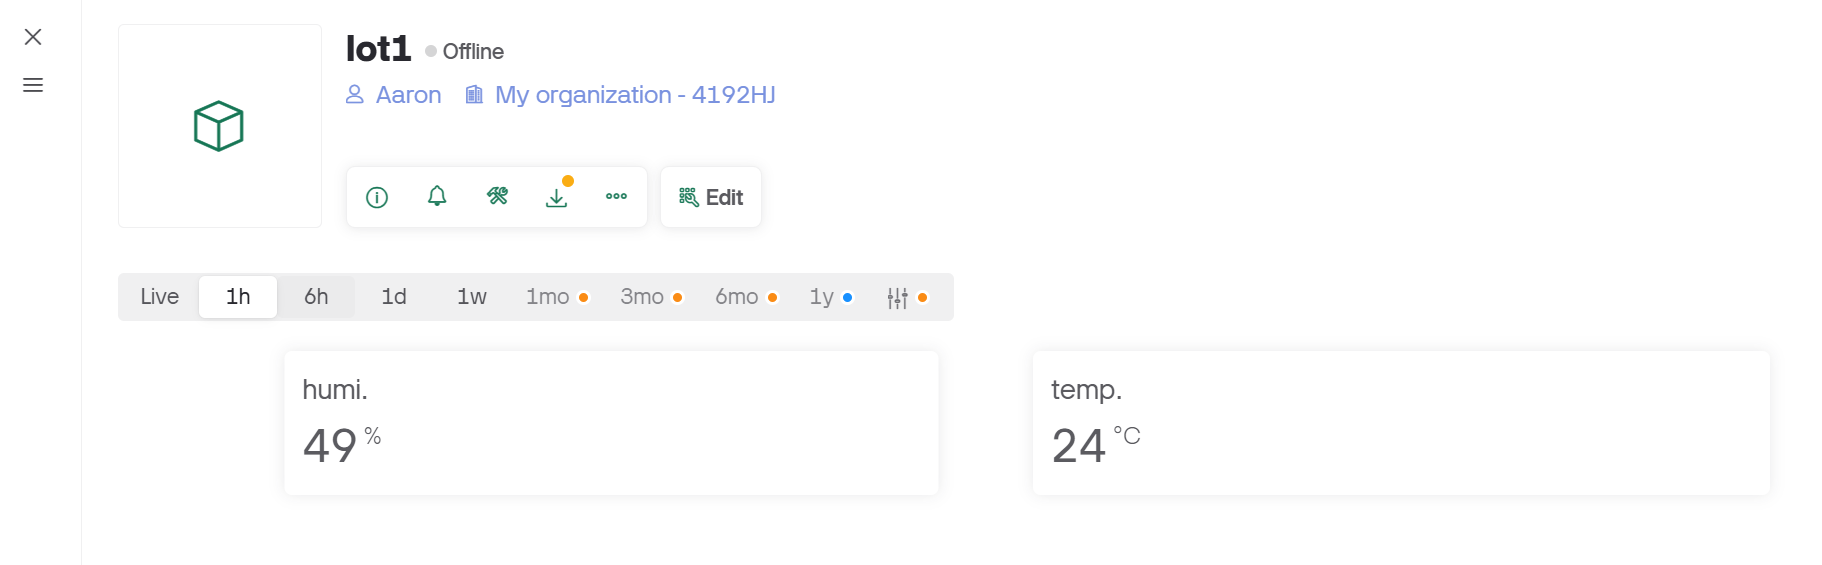 lot1 Offline
Aaron My organization - 4192HJ
Edit
Live 1h 6h 1d 1w 1mo 3mo 6mo 1y
humi.
49 %
temp.
24 °C